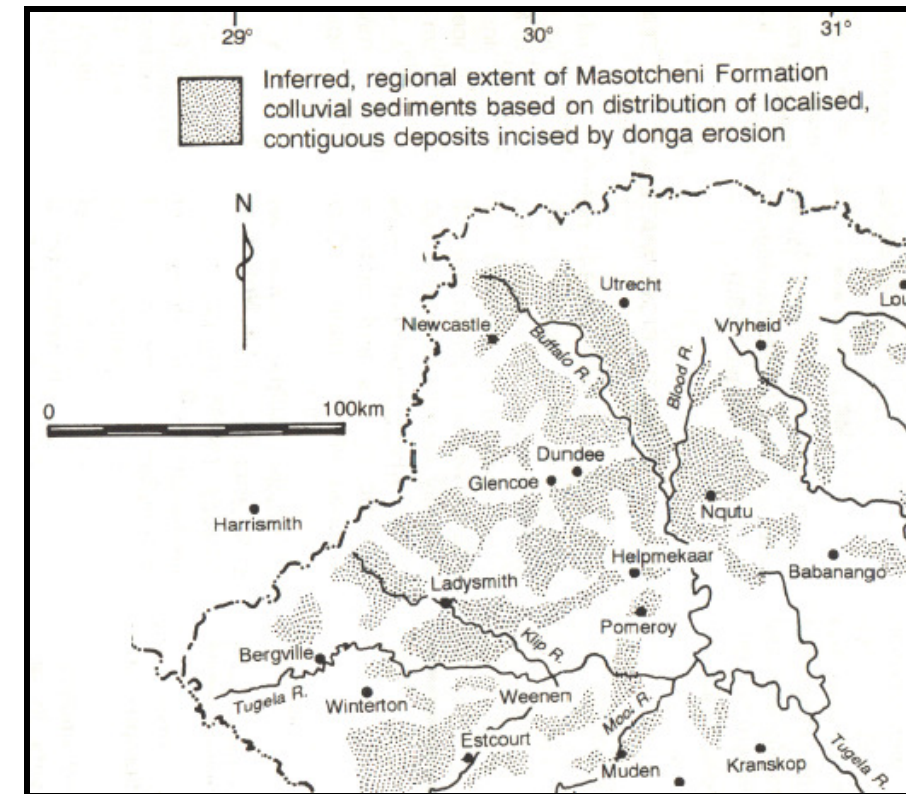 29° 30° 31°
Inferred, regional extent of Masotcheni Formation
colluvial sediments based on distribution of localised,
contiguous deposits incised by donga erosion
N
Utrecht
Lou
Newcastle
Vryheid
Buffalo R.
Blood R.
0 100km
Dundee
Glencoe
Nqutu
Harrismith
Helpmekaar
Babanango
Ladysmith
Pomeroy
Klip R.
Bergville
Tugela R.
Winterton
Weenen
Mooi R.
Estcourt
Tugela R.
Muden
Kranskop